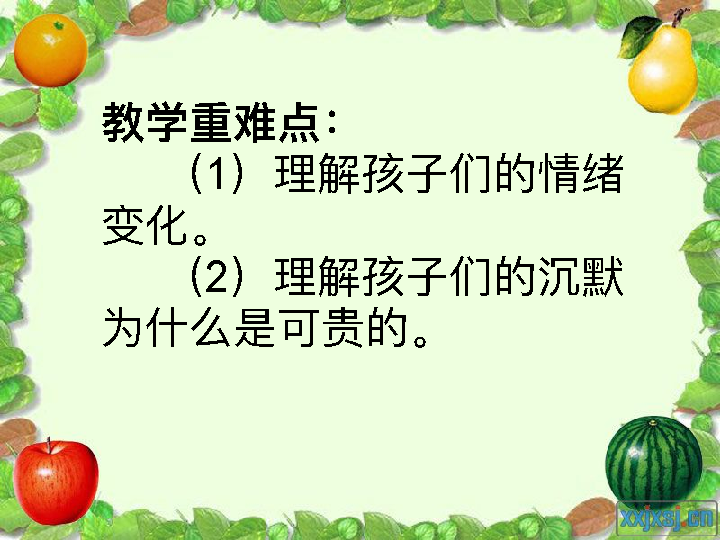 教学重难点：
（1）理解孩子们的情绪
变化。
（2）理解孩子们的沉默
为什么是可贵的。
xxjxsj.cn